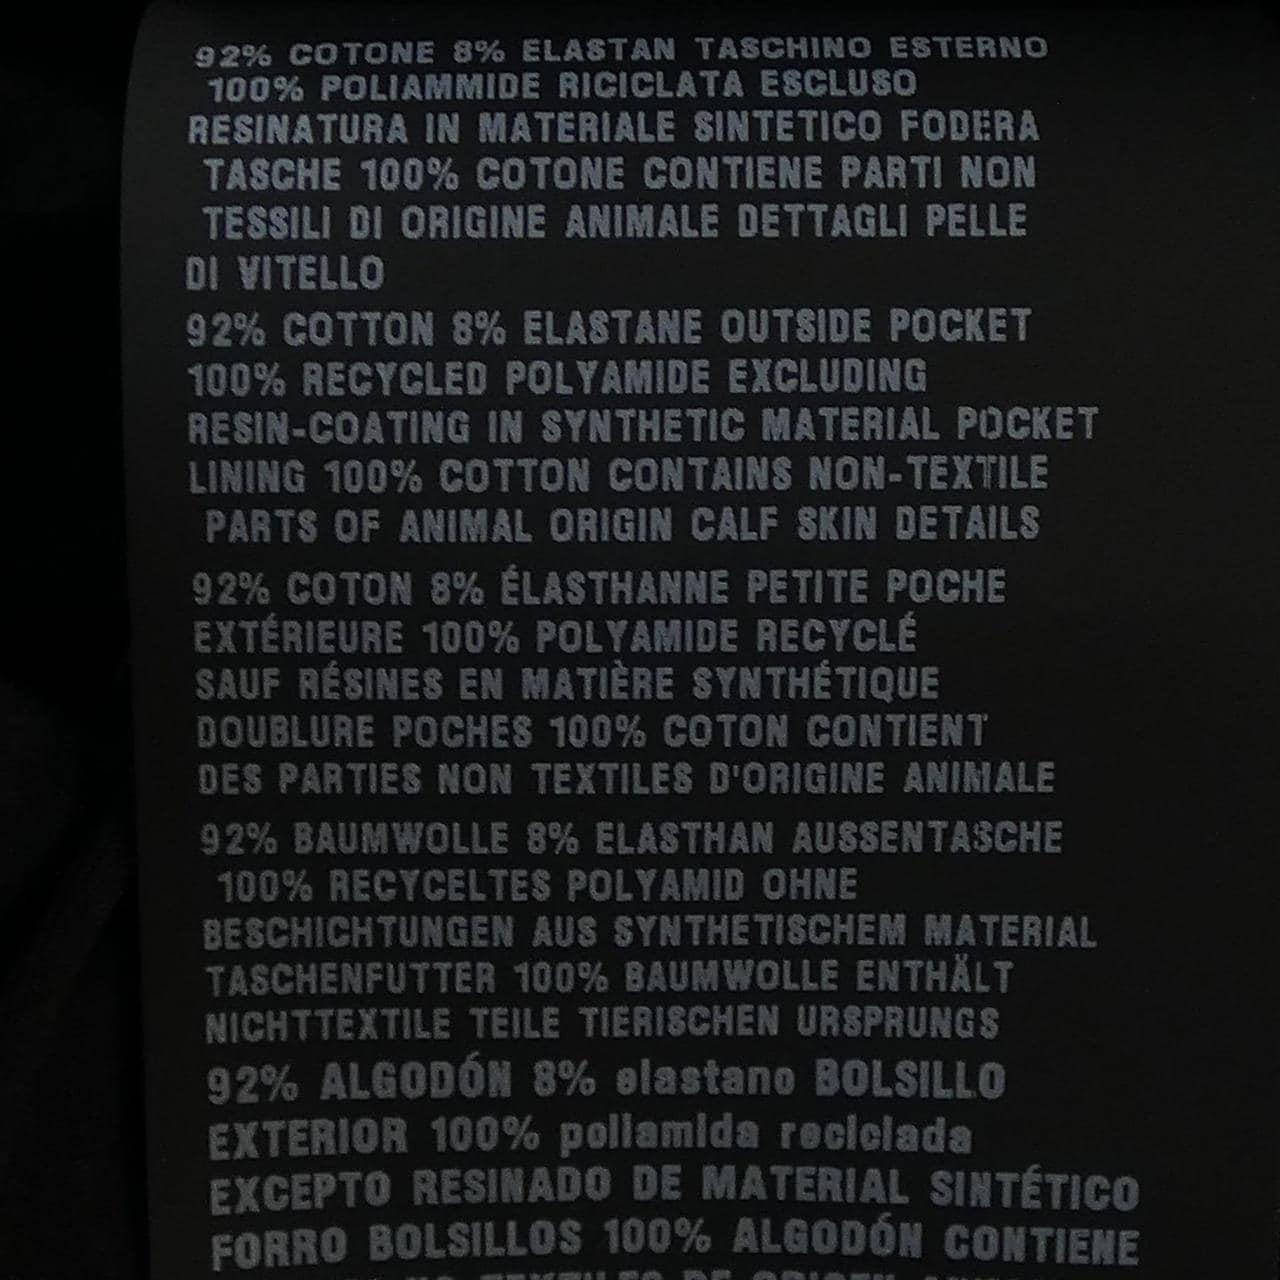 92% COTONE 8% ELASTAN TASCHINO ESTERNO
100% POLIAMMIDE RICICLATA ESCLUSO
RESINATURA IN MATERIALE SINTETICO FODERA
TASCHE 100% COTONE CONTIENE PARTI NON
TESSILI DI ORIGINE ANIMALE DETTAGLI PELLE
DI VITELLO
92% COTTON 8% ELASTANE OUTSIDE POCKET
100% RECYCLED POLYAMIDE EXCLUDING
RESIN-COATING IN SYNTHETIC MATERIAL POCKET
LINING 100% COTTON CONTAINS NON-TEXTILE
PARTS OF ANIMAL ORIGIN CALF SKIN DETAILS
92% COTON 8% ÉLASTHANNE PETITE POCHE
EXTÉRIEURE 100% POLYAMIDE RECYCLÉ
SAUF RÉSINES EN MATIÈRE SYNTHÉTIQUE
DOUBLURE POCHES 100% COTON CONTIENT
DES PARTIES NON TEXTILES D'ORIGINE ANIMALE
92% BAUMWOLLE 8% ELASTHAN AUSSENTASCHE
100% RECYCELTES POLYAMID OHNE
BESCHICHTUNGEN AUS SYNTHETISCHEM MATERIAL
TASCHENFUTTER 100% BAUMWOLLE ENTHÄLT
NICHTTEXTILE TEILE TIERISCHEN URSPRUNGS
92% ALGODÓN 8% elastano BOLSILLO
EXTERIOR 100% poliamida reciclada
EXCEPTO RESINADO DE MATERIAL SINTÉTICO
FORRO BOLSILLOS 100% ALGODÓN CONTIENE